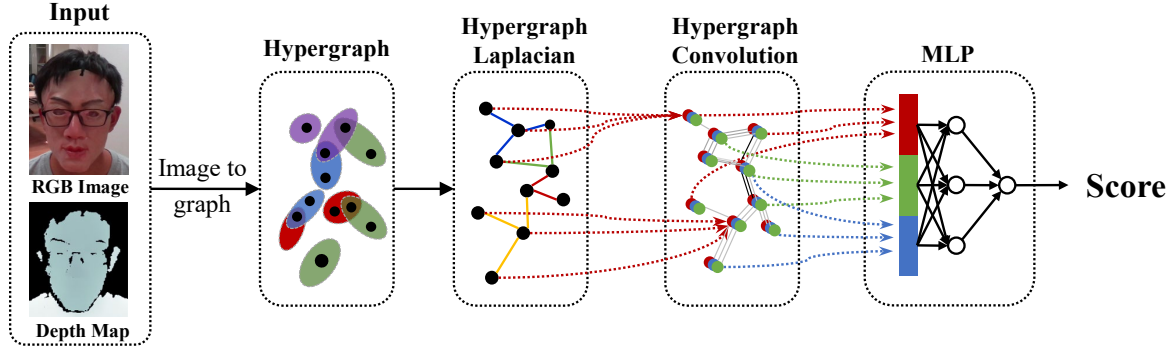 Input
RGB Image
Depth Map
Image to
graph
Hypergraph
Hypergraph
Laplacian
Hypergraph
Convolution
MLP
Score